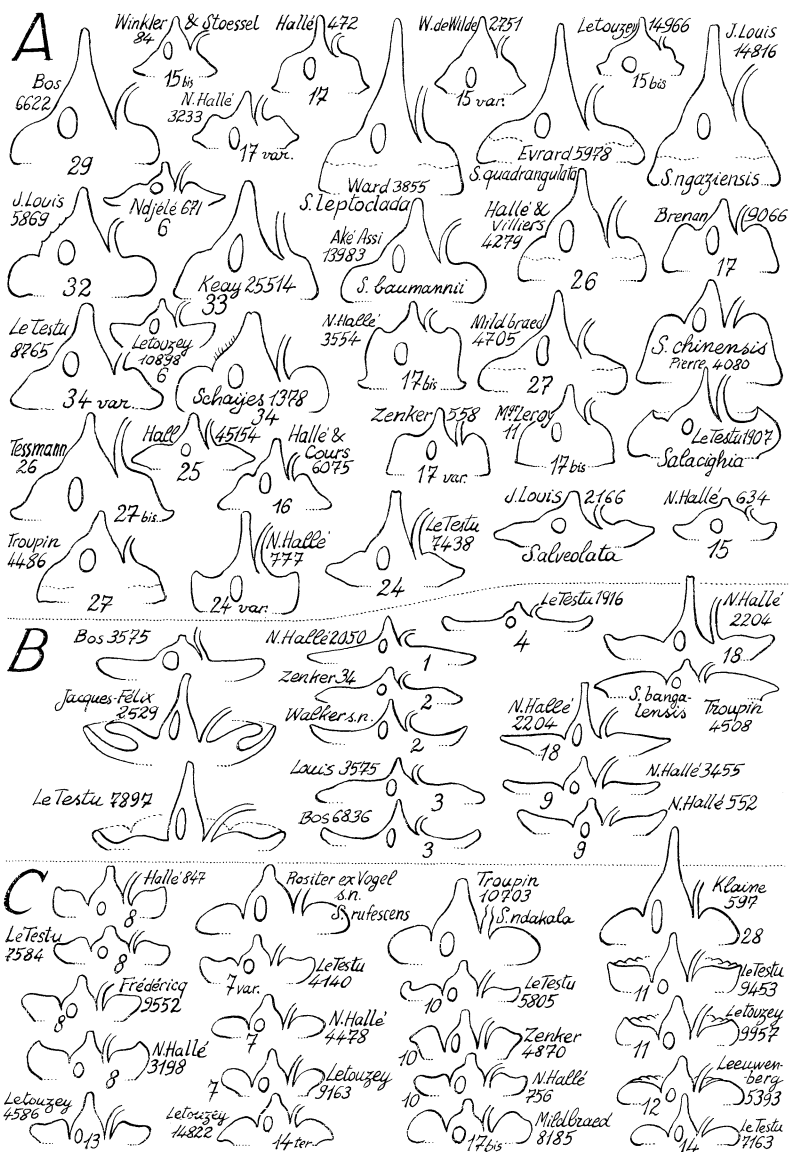 A
Winkler & Stoessel
84
15 bis
Hallé 472
17
W. de Wilde 2751
15 var.
Letouzey 14966
15 bis
J. Louis
14816
S. ngaziensis
Bos
6622
29
N. Hallé
3233
17 var.
Ward 3855
S. leptoclada
Evrard 5978
S. quadrangulata
J. Louis
5869
32
Ndjélé 671
6
Keay 25514
33
Aké Assi
13983
S. baumannii
Hallé &
Villiers
4279
26
Brenan 9066
17
Le Testu
8765
34 var.
Letouzey
10898
6
Schaijes 1378
34
N. Hallé
3554
17 bis
Mildbraed
4705
27
S. chinensis
Pierre 4080
Tessmann
26
27 bis
Hall 45154
25
Hallé &
Cours
6075
16
Zenker 558
17 var.
Leroy
11
17 bis
Le Testu 1907
Salacighia
Troupin
4486
27
N. Hallé
777
24 var.
Le Testu
7438
24
J. Louis 2166
S. alveolata
N. Hallé 634
15
B
Bos 3575
N. Hallé 2050
1
Le Testu 1916
4
N. Hallé
2204
18
Jacques-Félix
2529
Zenker 34
2
Walker s.n.
2
N. Hallé
2204
18
S. banga-
lensis
Troupin
4508
Le Testu 7897
Louis 3575
3
Bos 6836
3
N. Hallé 3455
9
N. Hallé 552
9
C
Hallé 847
8
Rositer ex Vogel
s.n.
S. rufescens
Troupin
10703
S. ndakala
Klaine
597
28
Le Testu
7584
8
Le Testu
4140
7 var.
Le Testu
5805
10
Le Testu
9453
11
Frédéricq
9552
8
N. Hallé
4478
7
Zenker
4870
10
Letouzey
9957
11
N. Hallé
3198
8
Letouzey
9163
7
N. Hallé
756
10
Leeuwen-
berg
5393
12
Letouzey
4586
13
Letouzey
14822
14 ter.
Mildbraed
8185
17 bis
Le Testu
7163
14